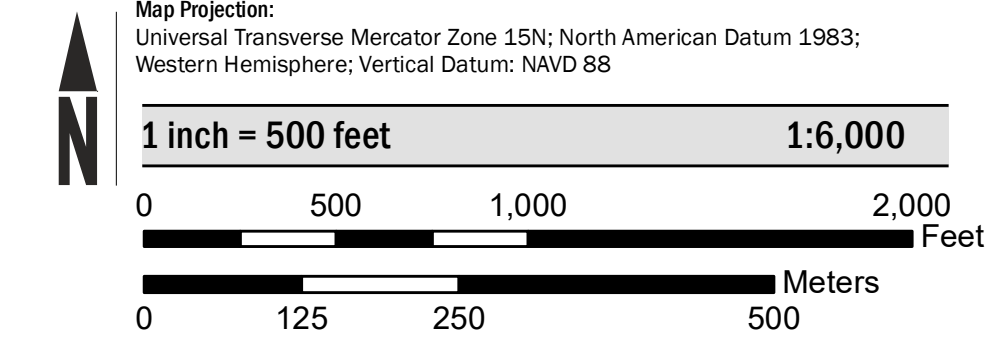 Map Projection:
Universal Transverse Mercator Zone 15N; North American Datum 1983;
Western Hemisphere; Vertical Datum: NAVD 88
N
1 inch = 500 feet 1:6,000
0 500 1,000 2,000
Feet
Meters
0 125 250 500